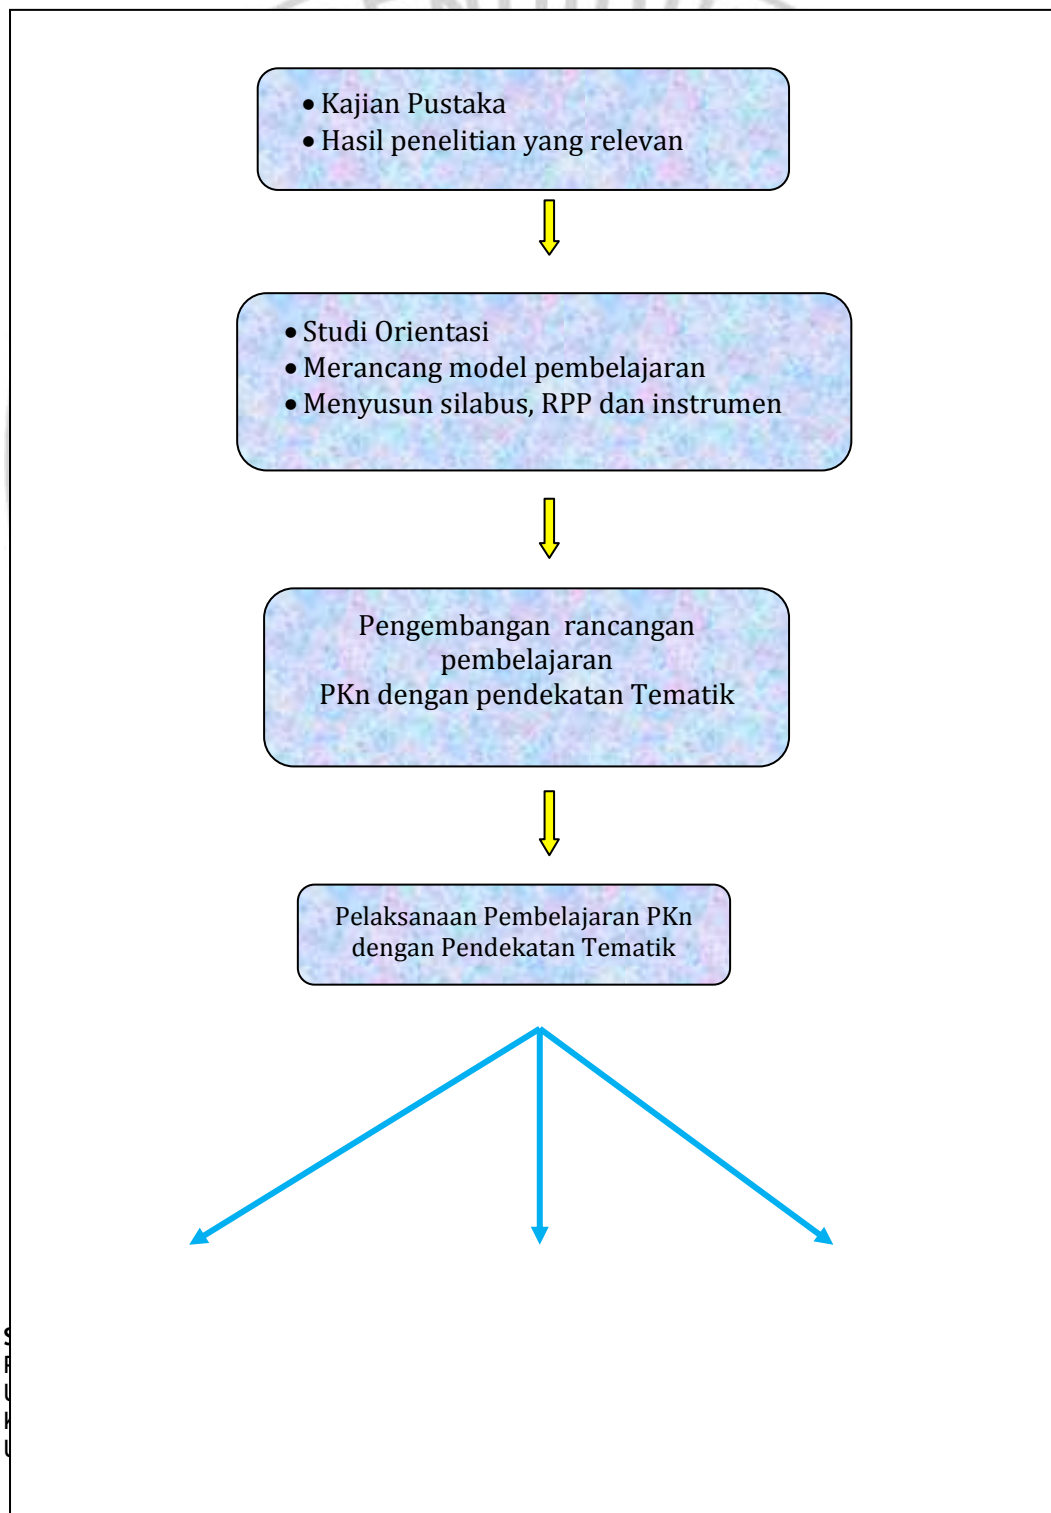 • Kajian Pustaka
• Hasil penelitian yang relevan
• Studi Orientasi
• Merancang model pembelajaran
• Menyusun silabus, RPP dan instrumen
Pengembangan rancangan
pembelajaran
PKn dengan pendekatan Tematik
Pelaksanaan Pembelajaran PKn
dengan Pendekatan Tematik